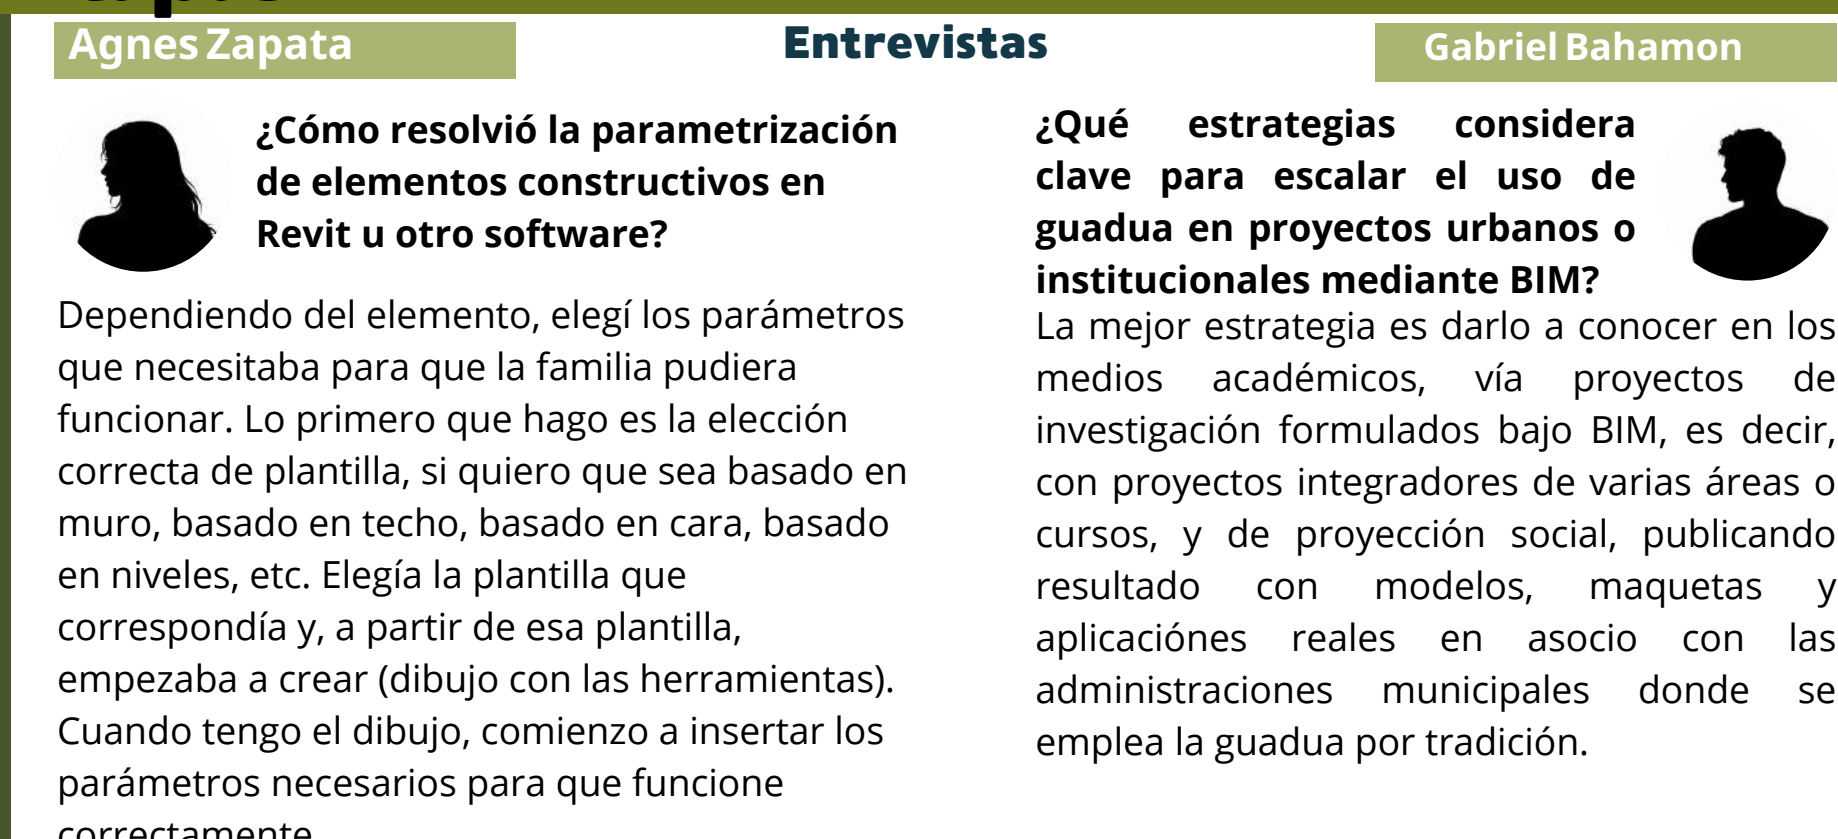 Agnes Zapata
Entrevistas
Gabriel Bahamon
¿Cómo resolvió la parametrización
de elementos constructivos en
Revit u otro software?
Dependiendo del elemento, elegí los parámetros
que necesitaba para que la familia pudiera
funcionar. Lo primero que hago es la elección
correcta de plantilla, si quiero que sea basado en
muro, basado en techo, basado en cara, basado
en niveles, etc. Elegía la plantilla que
correspondía y, a partir de esa plantilla,
empezaba a crear (dibujo con las herramientas).
Cuando tengo el dibujo, comienzo a insertar los
parámetros necesarios para que funcione
correctamente
¿Qué estrategias considera
clave para escalar el uso de
guadua en proyectos urbanos o
institucionales mediante BIM?
La mejor estrategia es darlo a conocer en los
medios académicos, vía proyectos de
investigación formulados bajo BIM, es decir,
con proyectos integradores de varias áreas o
cursos, y de proyección social, publicando
resultado con modelos, maquetas y
aplicaciónes reales en asocio con las
administraciones municipales donde se
emplea la guadua por tradición.